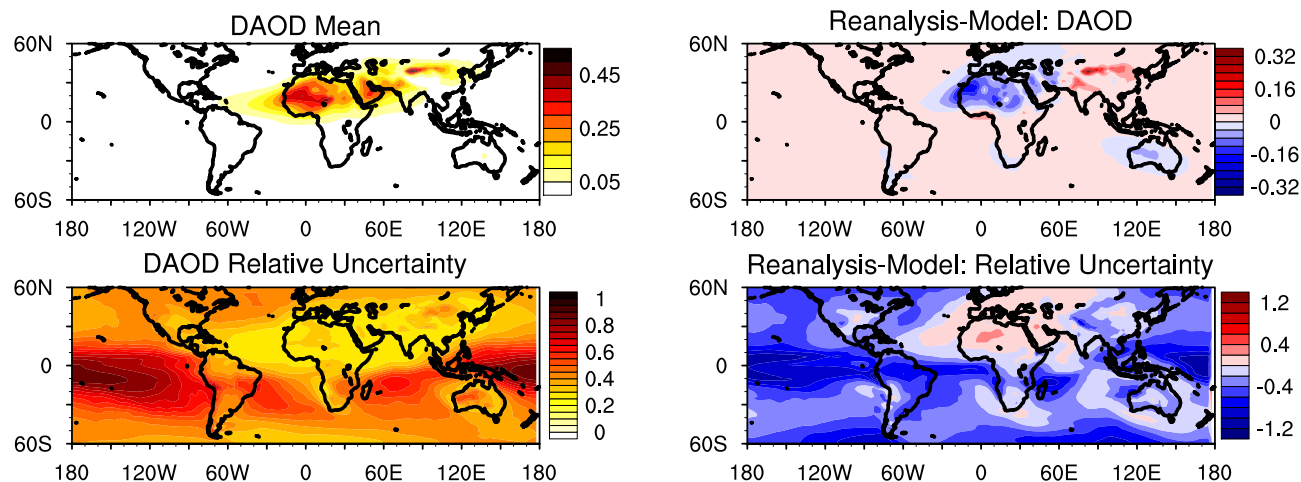 DAOD Mean
60N
0
60S
180 120W 60W 0 60E 120E 180
0.45
0.25
0.05
Reanalysis-Model: DAOD
60N
0
60S
180 120W 60W 0 60E 120E 180
0.32
0.16
0
-0.16
-0.32
DAOD Relative Uncertainty
60N
0
60S
180 120W 60W 0 60E 120E 180
1
0.8
0.6
0.4
0.2
0
Reanalysis-Model: Relative Uncertainty
60N
0
60S
180 120W 60W 0 60E 120E 180
1.2
0.4
-0.4
-1.2